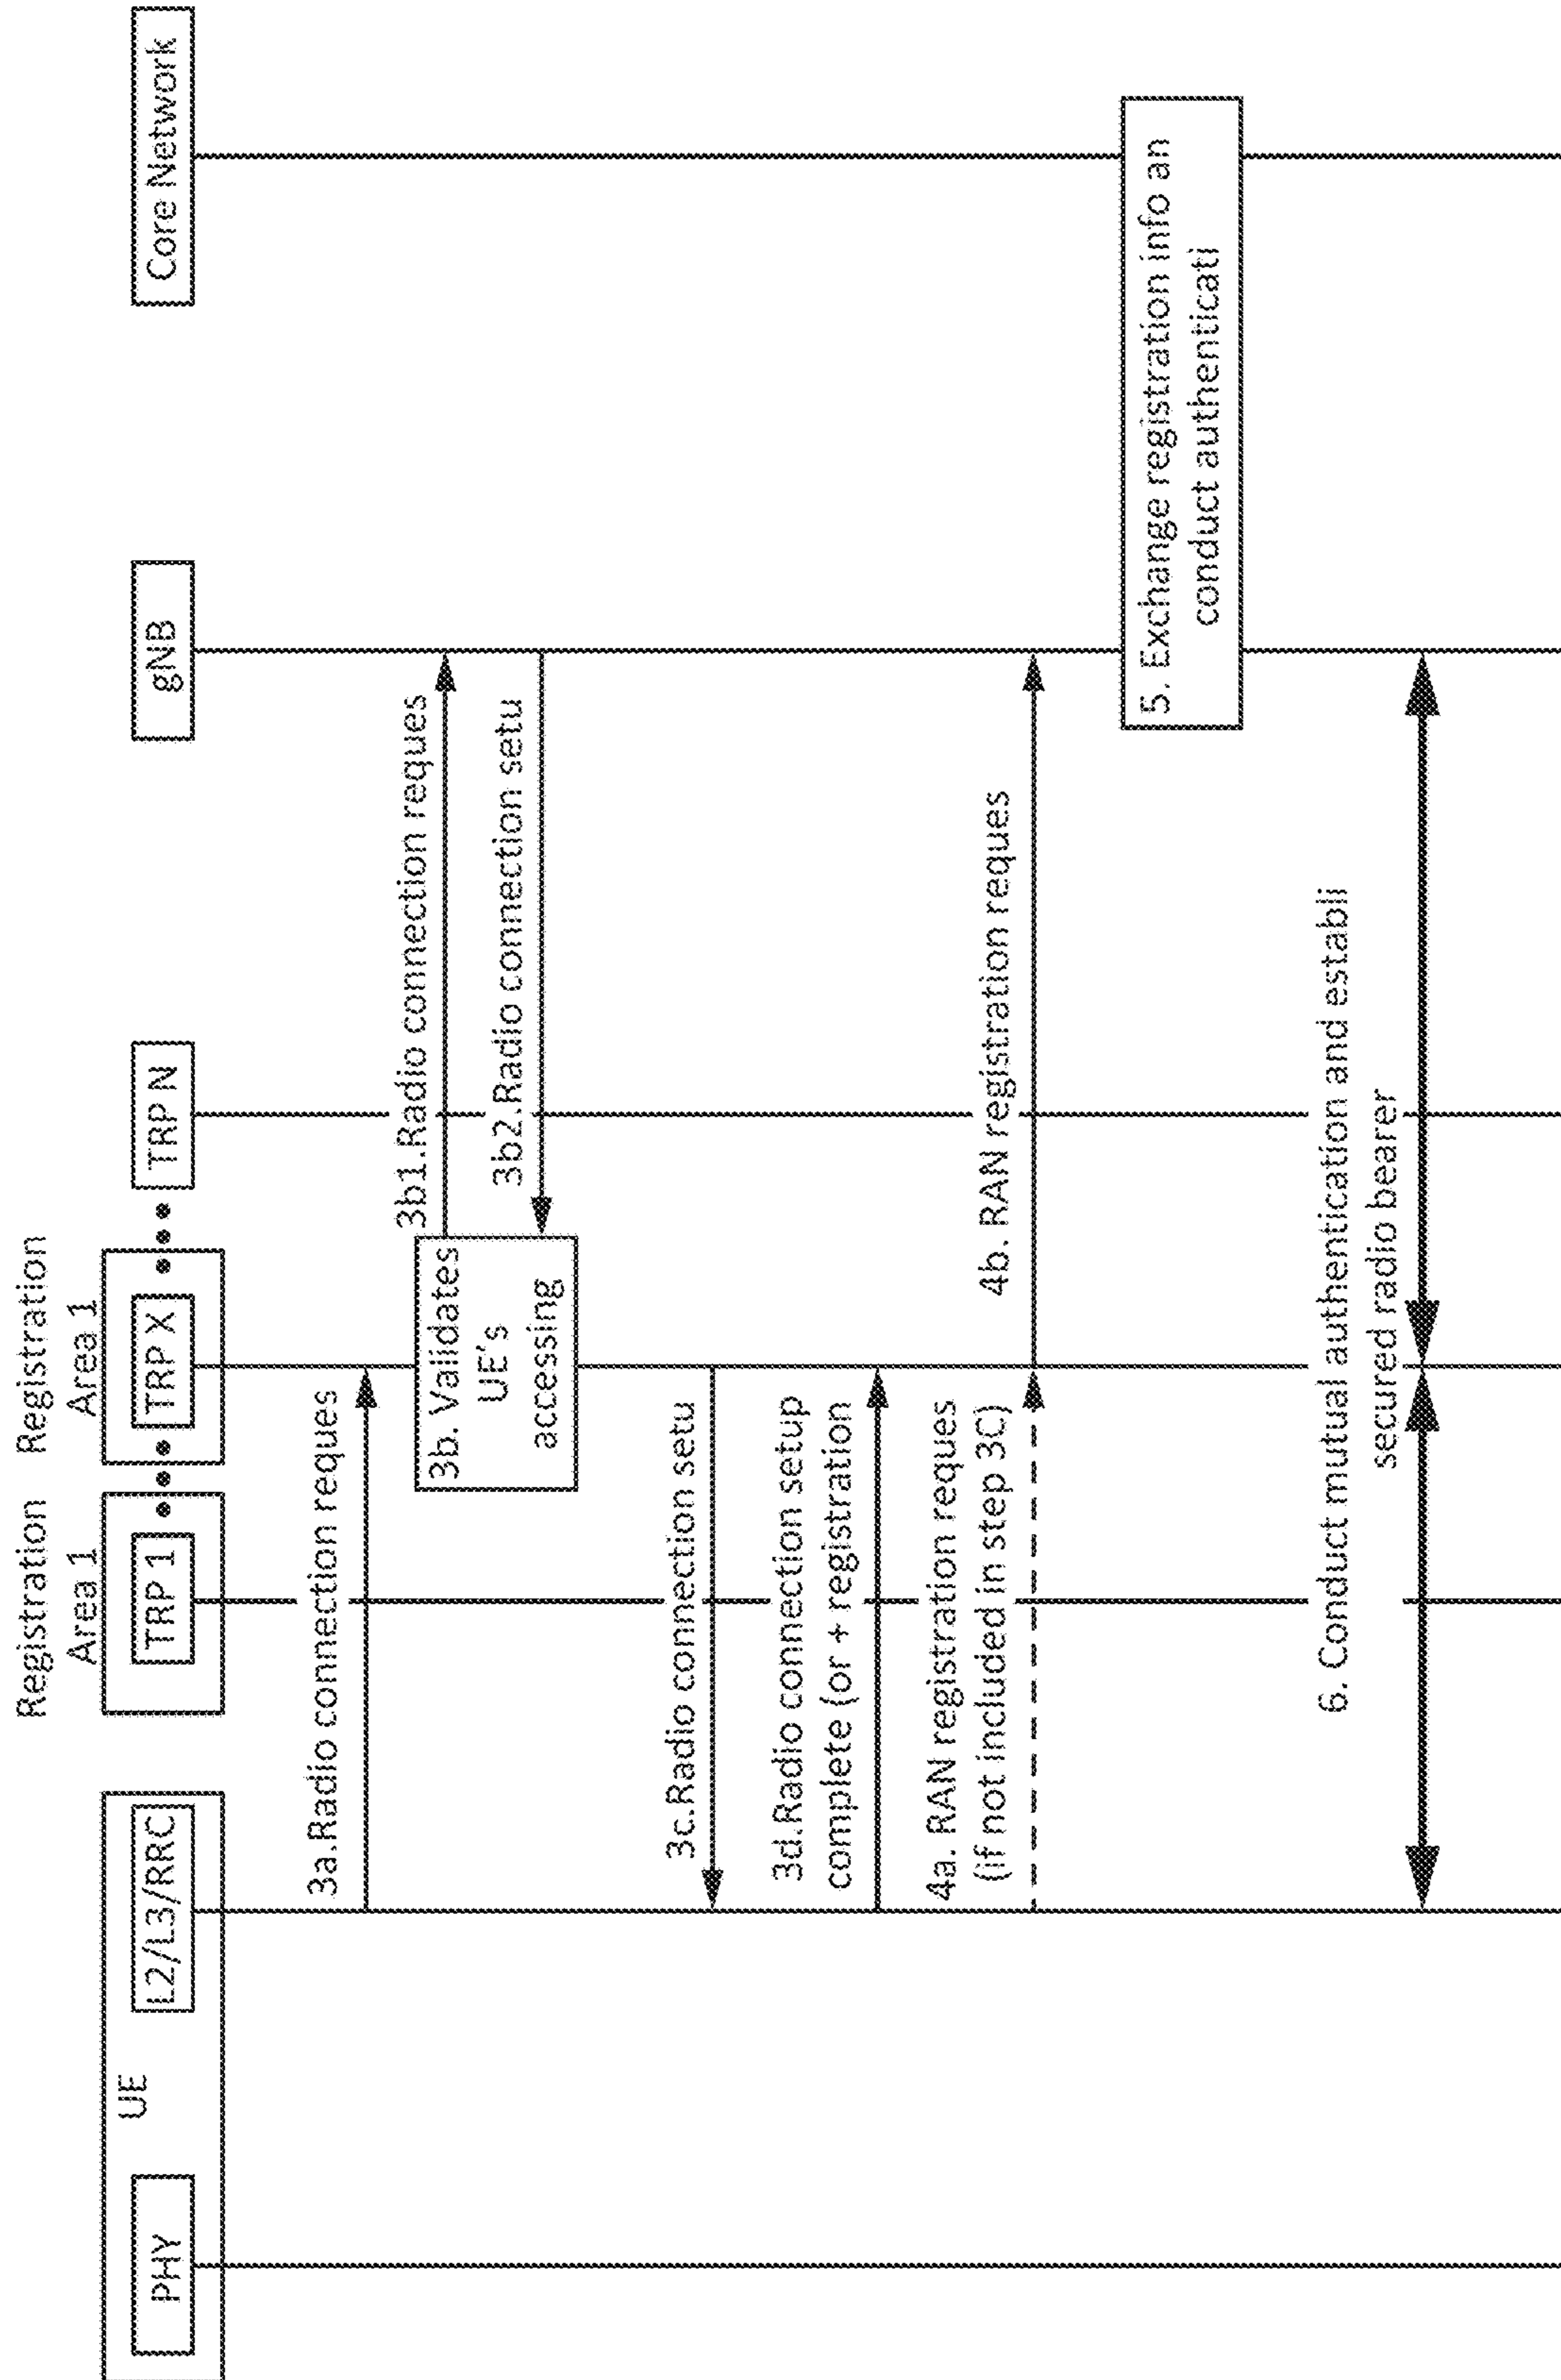 UE
PHY
L2/L3/RRC
Registration
Area 1
TRP 1
Registration
Area 1
TRP X
TRP N
gNB
Core Network
3a.Radio connection reques
3b. Validates
UE's
accessing
3b1.Radio connection reques
3b2.Radio connection setu
3c.Radio connection setu
3d.Radio connection setup
complete (or + registration
4a. RAN registration reques
(if not included in step 3C)
4b. RAN registration reques
5. Exchange registration info an
conduct authenticati
6. Conduct mutual authentication and establi
secured radio bearer